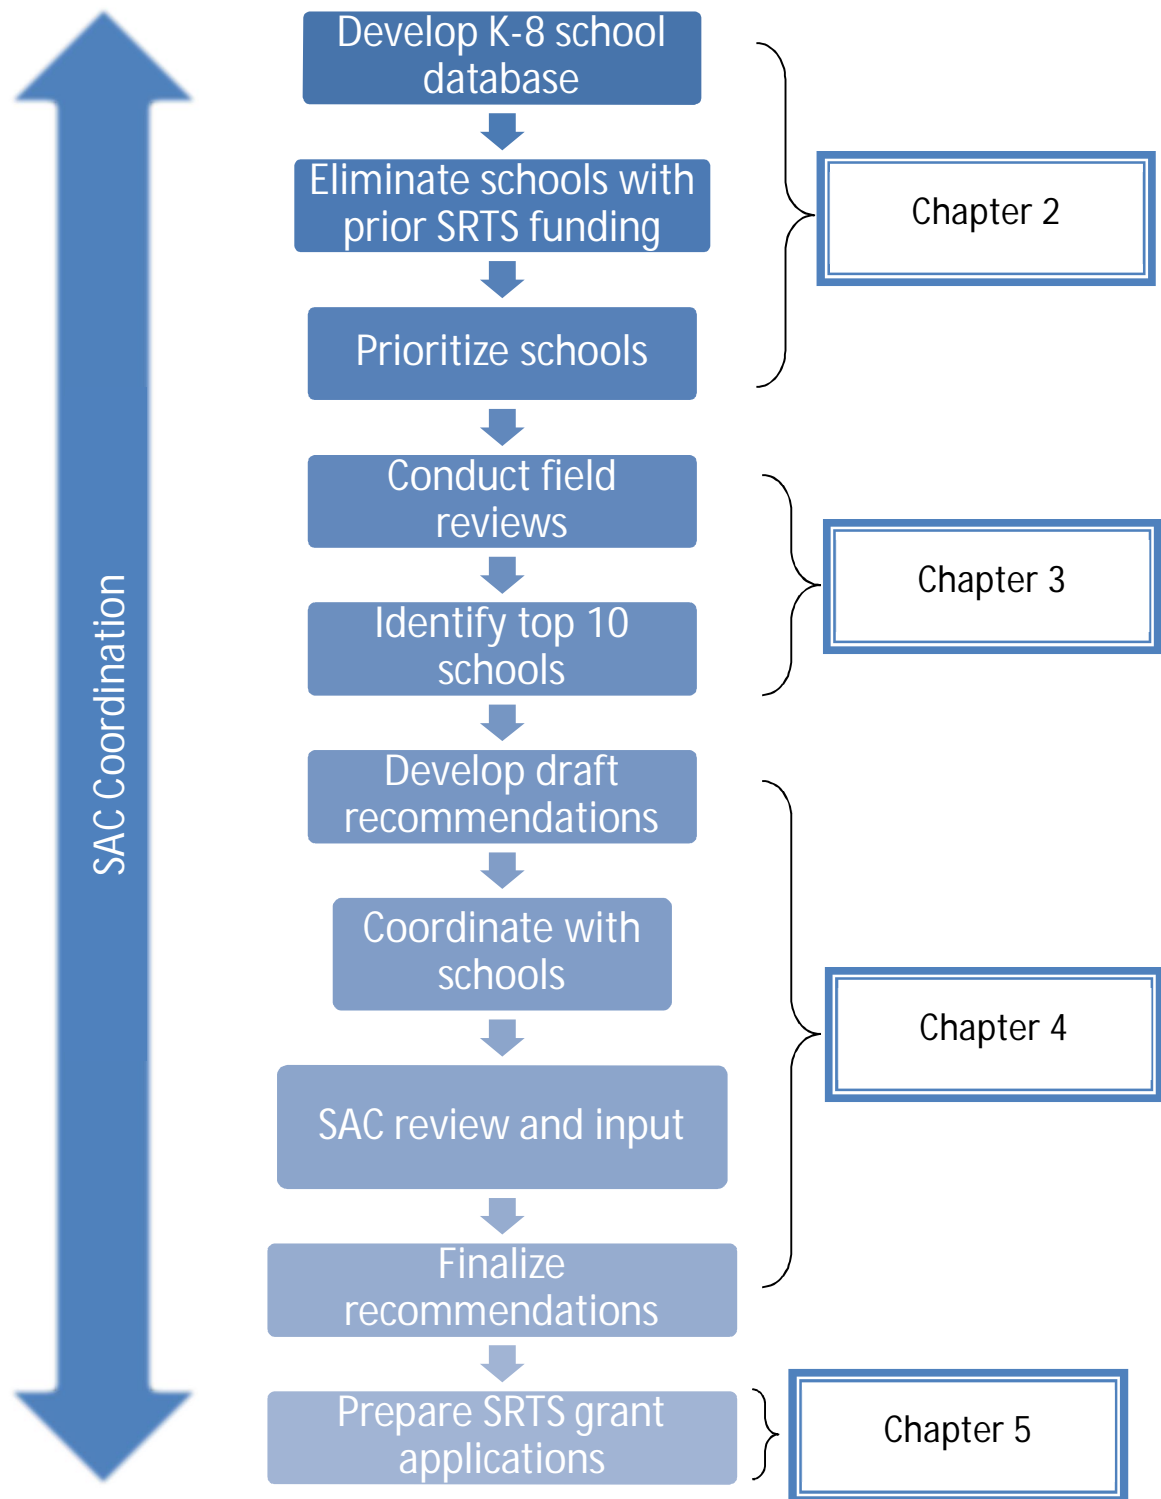 Develop K-8 school
database
Eliminate schools with
prior SRTS funding
Prioritize schools
Chapter 2
Conduct field
reviews
Identify top 10
schools
Chapter 3
SAC Coordination
Develop draft
recommendations
Coordinate with
schools
SAC review and input
Finalize
recommendations
Chapter 4
Prepare SRTS grant
applications
Chapter 5